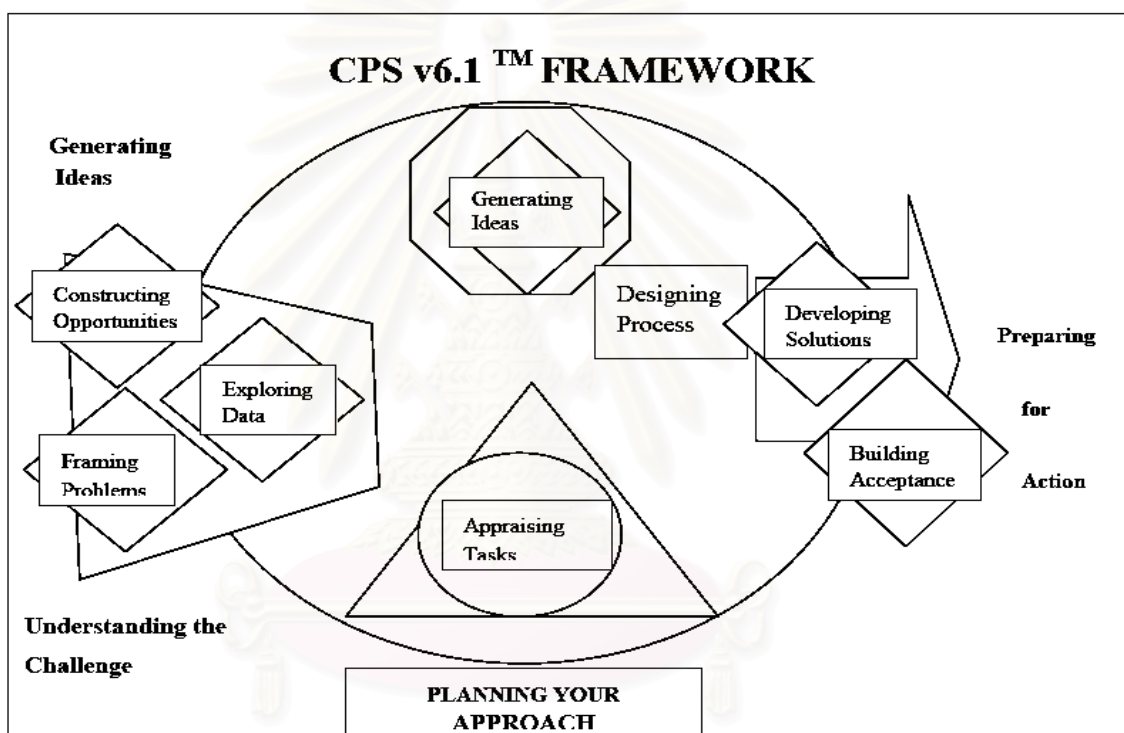 CPS v6.1 ™ FRAMEWORK
Generating
Ideas
Generating
Ideas
Constructing
Opportunities
Designing
Process
Developing
Solutions
Preparing
for
Action
Exploring
Data
Framing
Problems
Building
Acceptance
Appraising
Tasks
Understanding the
Challenge
PLANNING YOUR
APPROACH